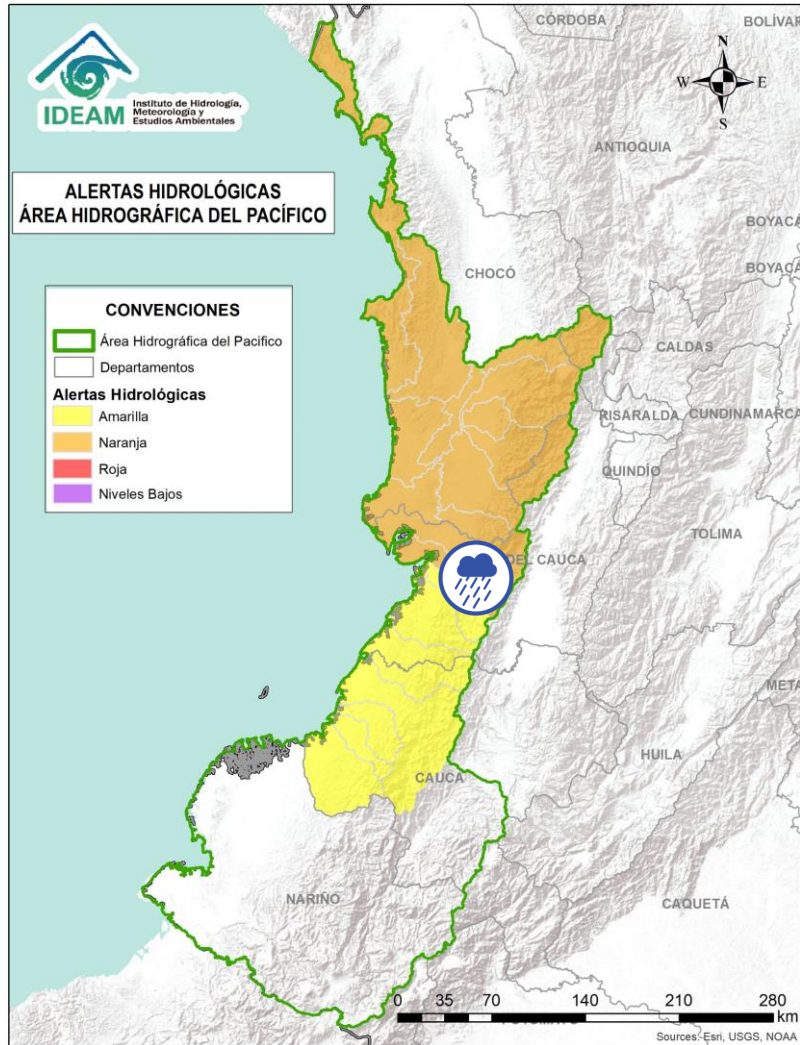 IDEAM
Instituto de Hidrología,
Meteorología y
Estudios Ambientales
ALERTAS HIDROLÓGICAS
ÁREA HIDROGRÁFICA DEL PACÍFICO
CONVENCIONES
Área Hidrográfica del Pacifico
Departamentos
Alertas Hidrológicas
Amarilla
Naranja
Roja
Niveles Bajos
N
W E
S
CÓRDOBA
BOLÍVAR
ANTIOQUIA
BOYACÁ
BOYACÁ
CHOCÓ
CALDAS
RISARALDA
CUNDINAMARCA
QUINDÍO
TOLIMA
DEL CAUCA
META
HUILA
CAUCA
NARIÑO
CAQUETÁ
0 35 70 140 210 280
km
Sources: Esri, USGS, NOAA